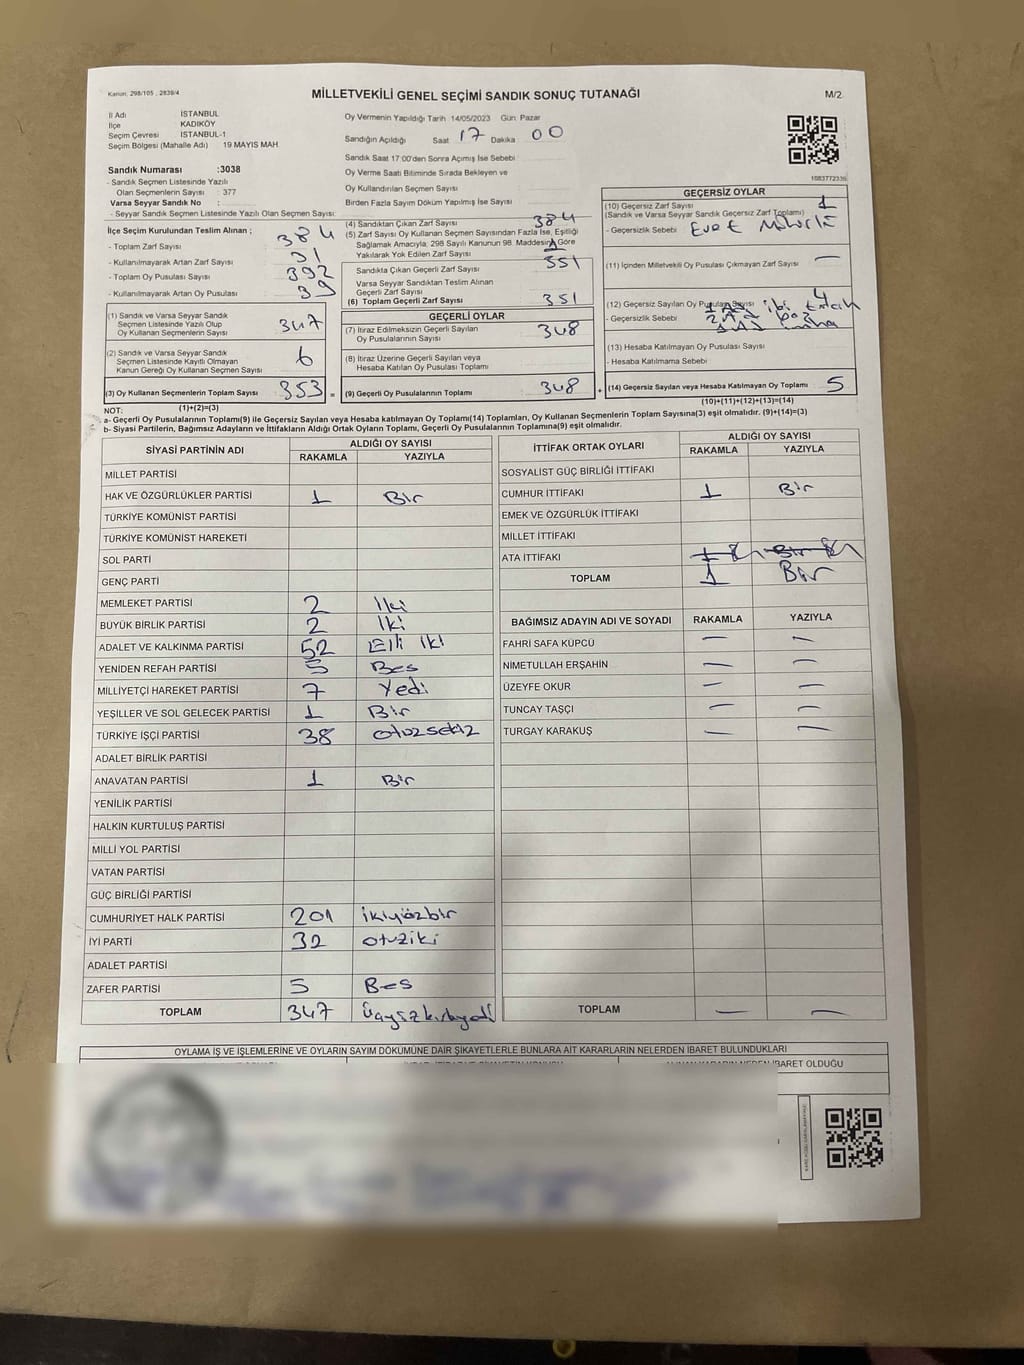 Kanun; 298/105 , 2839/4
MİLLETVEKİLİ GENEL SEÇİMİ SANDIK SONUÇ TUTANAĞI
M/2
İl Adı İSTANBUL
İlçe KADIKÖY
Seçim Çevresi İSTANBUL-1
Seçim Bölgesi (Mahalle Adı) 19 MAYIS MAH.
Sandık Numarası :3038
- Sandık Seçmen Listesinde Yazılı
Olan Seçmenlerin Sayısı : 377
Varsa Seyyar Sandık No :
- Seyyar Sandık Seçmen Listesinde Yazılı Olan Seçmen Sayısı:
Oy Vermenin Yapıldığı Tarih 14/05/2023 Gün Pazar
Sandığın Açıldığı Saat 17 Dakika 00
Sandık Saat 17:00'den Sonra Açımış İse Sebebi
Oy Verme Saati Bitiminde Sırada Bekleyen ve
Oy Kullandırılan Seçmen Sayısı
Birden Fazla Sayım Döküm Yapılmış İse Sayısı
1083772335
İlçe Seçim Kurulundan Teslim Alınan ;
- Toplam Zarf Sayısı 384
- Kullanılmayarak Artan Zarf Sayısı 31
- Toplam Oy Pusulası Sayısı 392
- Kullanılmayarak Artan Oy Pusulası 39
(1) Sandık ve Varsa Seyyar Sandık
Seçmen Listesinde Yazılı Olup
Oy Kullanan Seçmenlerin Sayısı 347
(2) Sandık ve Varsa Seyyar Sandık
Seçmen Listesinde Kayıtlı Olmayan
Kanun Gereği Oy Kullanan Seçmen Sayısı 6
(3) Oy Kullanan Seçmenlerin Toplam Sayısı 353 =
(1)+(2)=(3)
(4) Sandıktan Çıkan Zarf Sayısı 384
(5) Zarf Sayısı Oy Kullanan Seçmen Sayısından Fazla İse, Eşitliği
Sağlamak Amacıyla; 298 Sayılı Kanunun 98. Maddesine Göre
Yakılarak Yok Edilen Zarf Sayısı
Sandıkta Çıkan Geçerli Zarf Sayısı 351
Varsa Seyyar Sandıktan Teslim Alınan
Geçerli Zarf Sayısı
(6) Toplam Geçerli Zarf Sayısı 351
GEÇERLİ OYLAR
(7) İtiraz Edilmeksizin Geçerli Sayılan
Oy Pusulalarının Sayısı 348
(8) İtiraz Üzerine Geçerli Sayılan veya
Hesaba Katılan Oy Pusulası Toplamı
(9) Geçerli Oy Pusulalarının Toplamı 348 +
GEÇERSİZ OYLAR
(10) Geçersiz Zarf Sayısı 1
(Sandık ve Varsa Seyyar Sandık Geçersiz Zarf Toplamı)
- Geçersizlik Sebebi Evet
(11) İçinden Milletvekili Oy Pusulası Çıkmayan Zarf Sayısı —
(12) Geçersiz Sayılan Oy Pusulası Sayısı 4
- Geçersizlik Sebebi
(13) Hesaba Katılmayan Oy Pusulası Sayısı
- Hesaba Katılmama Sebebi
(14) Geçersiz Sayılan veya Hesaba Katılmayan Oy Toplamı 5
(10)+(11)+(12)+(13)=(14)
NOT:
a- Geçerli Oy Pusulalarının Toplamı(9) ile Geçersiz Sayılan veya Hesaba katılmayan Oy Toplamı(14) Toplamları, Oy Kullanan Seçmenlerin Toplam Sayısına(3) eşit olmalıdır. (9)+(14)=(3)
b- Siyasi Partilerin, Bağımsız Adayların ve İttifakların Aldığı Ortak Oyların Toplamı, Geçerli Oy Pusulalarının Toplamına(9) eşit olmalıdır.
SİYASİ PARTİNİN ADI ALDIĞI OY SAYISI
RAKAMLA YAZIYLA
MİLLET PARTİSİ
HAK VE ÖZGÜRLÜKLER PARTİSİ 1 Bir
TÜRKİYE KOMÜNİST PARTİSİ
TÜRKİYE KOMÜNİST HAREKETİ
SOL PARTİ
GENÇ PARTİ
MEMLEKET PARTİSİ 2 İki
BÜYÜK BİRLİK PARTİSİ 2 İki
ADALET VE KALKINMA PARTİSİ 52 Elli iki
YENİDEN REFAH PARTİSİ 5 Bes
MİLLİYETÇİ HAREKET PARTİSİ 7 Yedi
YEŞİLLER VE SOL GELECEK PARTİSİ 1 Bir
TÜRKİYE İŞÇİ PARTİSİ 38 otuzsekiz
ADALET BİRLİK PARTİSİ
ANAVATAN PARTİSİ 1 Bir
YENİLİK PARTİSİ
HALKIN KURTULUŞ PARTİSİ
MİLLİ YOL PARTİSİ
VATAN PARTİSİ
GÜÇ BİRLİĞİ PARTİSİ
CUMHURİYET HALK PARTİSİ 201 ikiyüzbir
İYİ PARTİ 32 otuziki
ADALET PARTİSİ
ZAFER PARTİSİ 5 Bes
TOPLAM 347
İTTİFAK ORTAK OYLARI ALDIĞI OY SAYISI
RAKAMLA YAZIYLA
SOSYALİST GÜÇ BİRLİĞİ İTTİFAKI
CUMHUR İTTİFAKI 1 Bir
EMEK VE ÖZGÜRLÜK İTTİFAKI
MİLLET İTTİFAKI
ATA İTTİFAKI
TOPLAM 1 Bir
BAĞIMSIZ ADAYIN ADI VE SOYADI RAKAMLA YAZIYLA
FAHRİ SAFA KÜPCÜ — —
NİMETULLAH ERŞAHİN — —
ÜZEYFE OKUR — —
TUNCAY TAŞÇI — —
TURGAY KARAKUŞ — —
TOPLAM — —
OYLAMA İŞ VE İŞLEMLERİNE VE OYLARIN SAYIM DÖKÜMÜNE DAİR ŞİKAYETLERLE BUNLARA AİT KARARLARIN NELERDEN İBARET BULUNDUKLARI
İBARET OLDUĞU